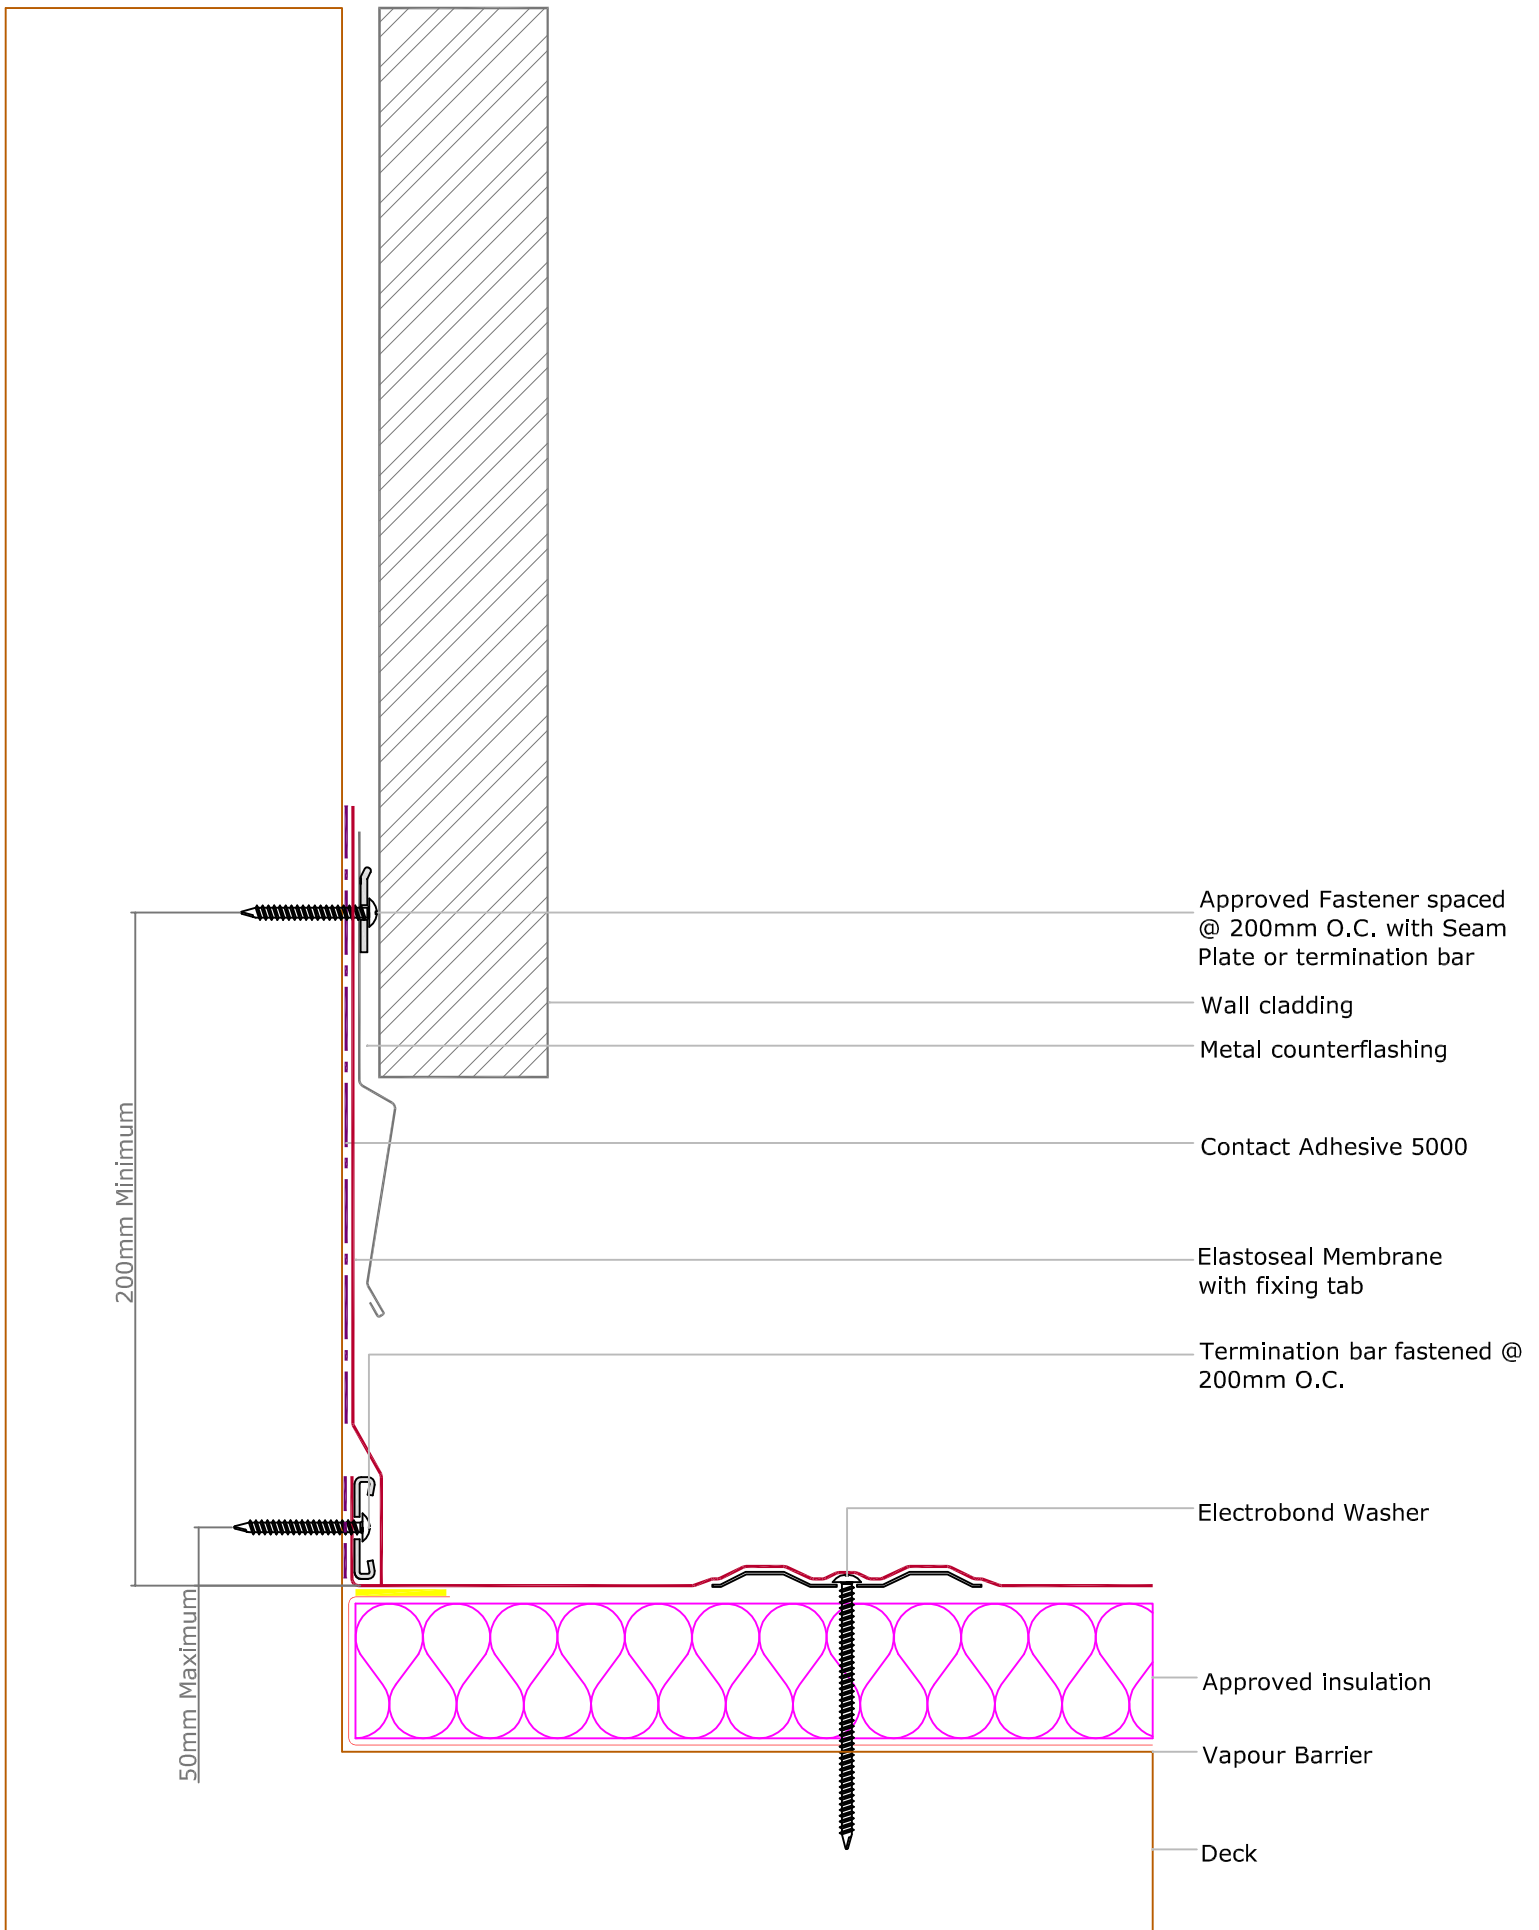 Approved Fastener spaced
@ 200mm O.C. with Seam
Plate or termination bar
Wall cladding
Metal counterflashing
200mm Minimum
Contact Adhesive 5000
Elastoseal Membrane
with fixing tab
Termination bar fastened @
200mm O.C.
Electrobond Washer
50mm Maximum
Approved insulation
Vapour Barrier
Deck